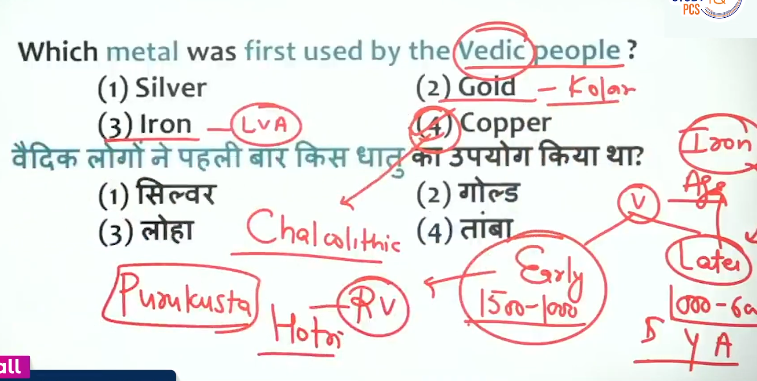 PCS
Which metal was first used by the Vedic people ?
(1) Silver (2) Gold – Kolar
(3) Iron – LVA (4) Copper
Iron
वैदिक लोगों ने पहली बार किस धातु का उपयोग किया था?
Age
(1) सिल्वर (2) गोल्ड
V
(3) लोहा (4) तांबा
Chalcolithic
Early
1500-1000
Later
Purukusta
RV
Hotri
1000-600
S Y A
all